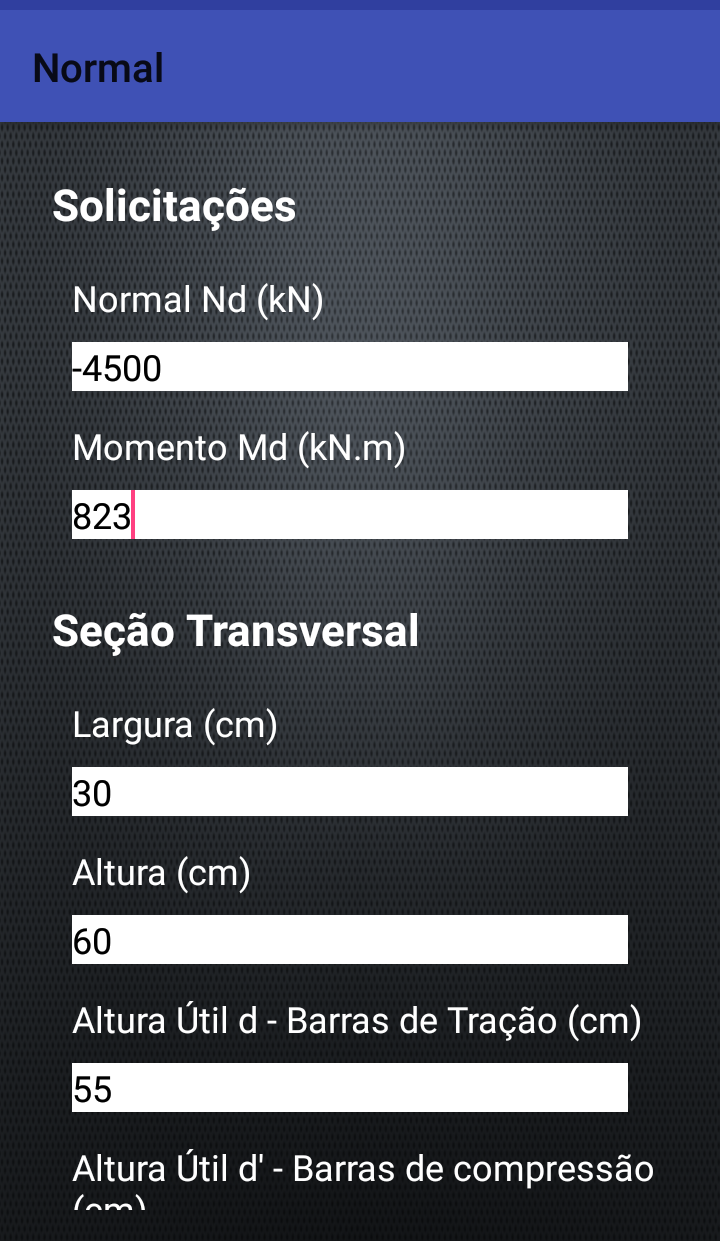 Normal
Solicitações
Normal Nd (kN)
-4500
Momento Md (kN.m)
823
Seção Transversal
Largura (cm)
30
Altura (cm)
60
Altura Útil d - Barras de Tração (cm)
55
Altura Útil d' - Barras de compressão
(cm)